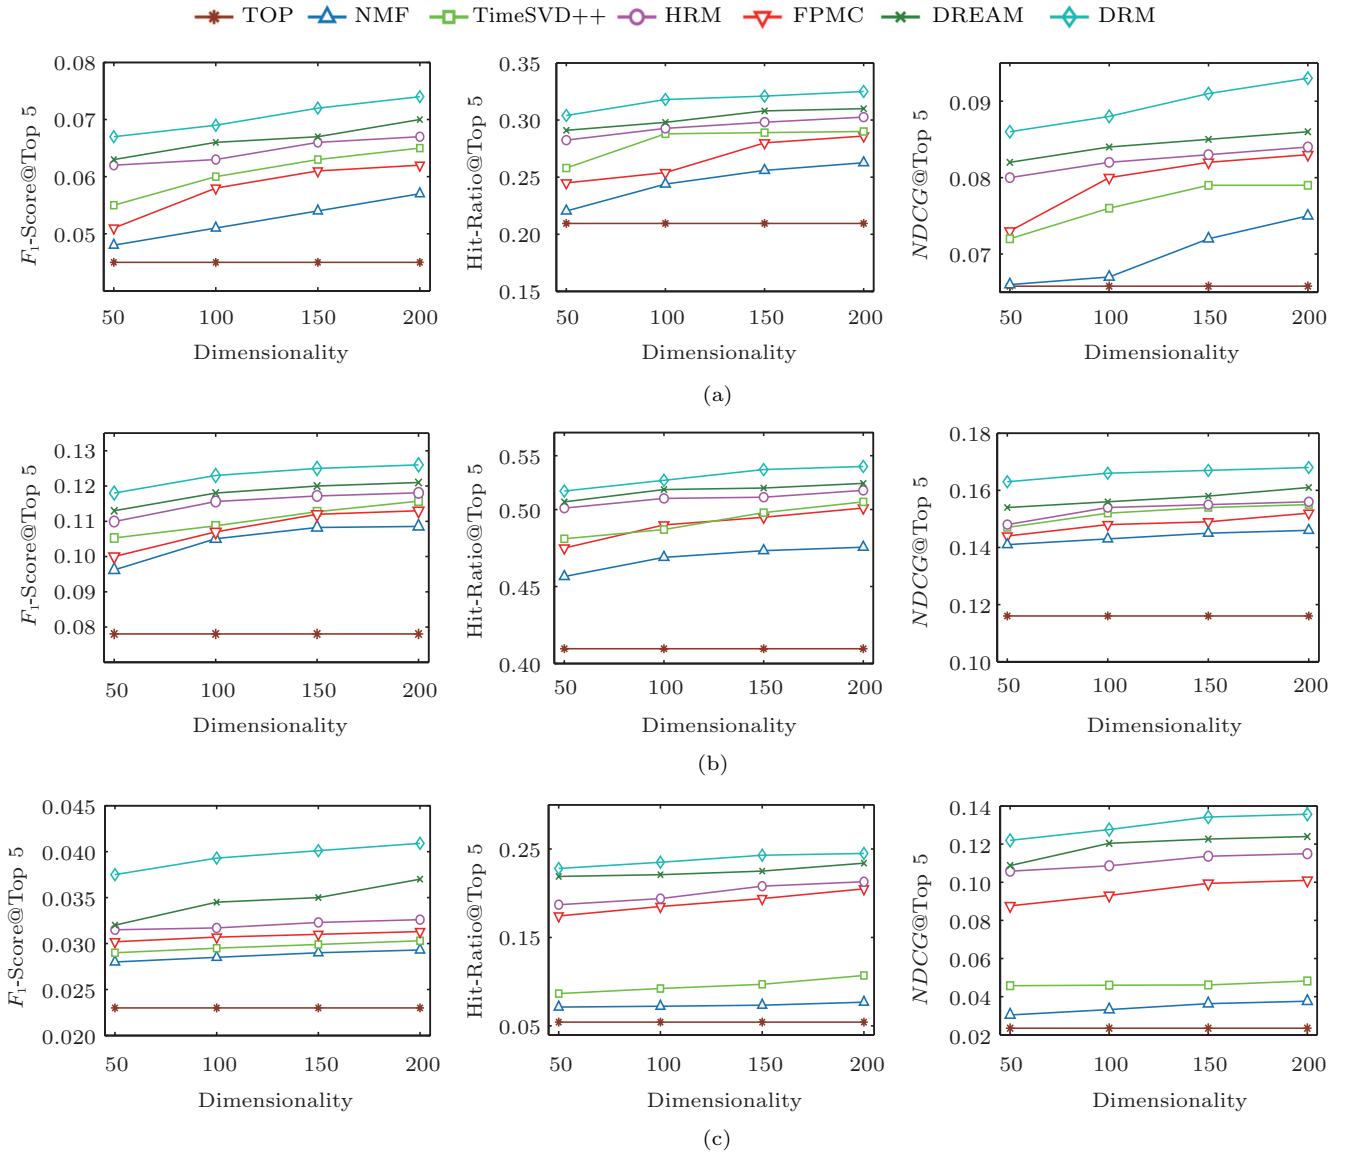 TOP NMF TimeSVD++ HRM FPMC DREAM DRM
F1-Score@Top 5
0.08
0.07
0.06
0.05
50 100 150 200
Dimensionality
Hit-Ratio@Top 5
0.35
0.30
0.25
0.20
0.15
50 100 150 200
Dimensionality
NDCG@Top 5
0.09
0.08
0.07
50 100 150 200
Dimensionality
(a)
F1-Score@Top 5
0.13
0.12
0.11
0.10
0.09
0.08
50 100 150 200
Dimensionality
Hit-Ratio@Top 5
0.55
0.50
0.45
0.40
50 100 150 200
Dimensionality
NDCG@Top 5
0.18
0.16
0.14
0.12
0.10
50 100 150 200
Dimensionality
(b)
F1-Score@Top 5
0.045
0.040
0.035
0.030
0.025
0.020
50 100 150 200
Dimensionality
Hit-Ratio@Top 5
0.25
0.15
0.05
50 100 150 200
Dimensionality
NDCG@Top 5
0.14
0.12
0.10
0.08
0.06
0.04
0.02
50 100 150 200
Dimensionality
(c)